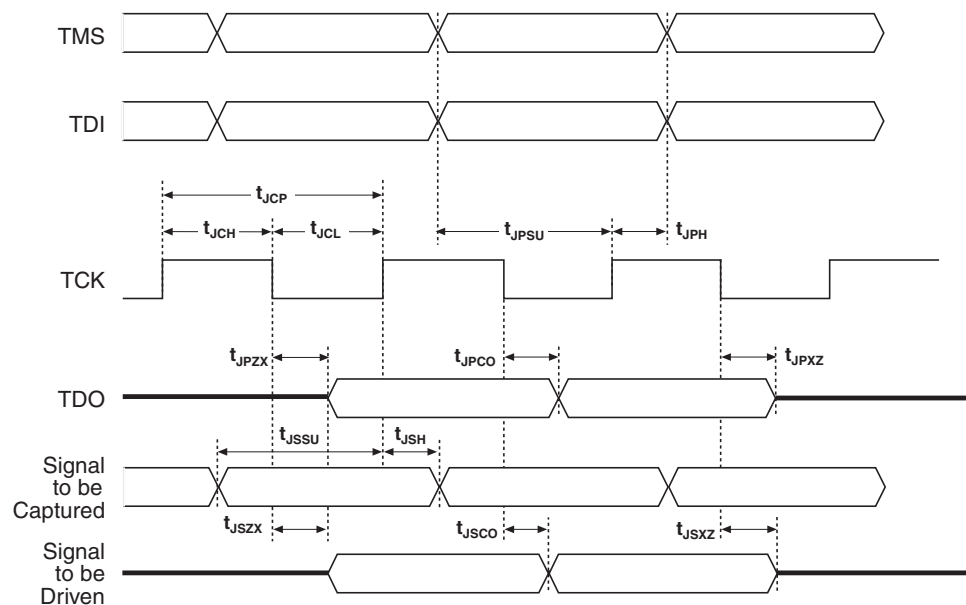 TMS
TDI
tJCP
tJCH
tJCL
tJPSU
tJPH
TCK
tJPZX
tJPCO
tJPXZ
TDO
tJSSU
tJSH
Signal
to be
Captured
tJSZX
tJSCO
tJSXZ
Signal
to be
Driven